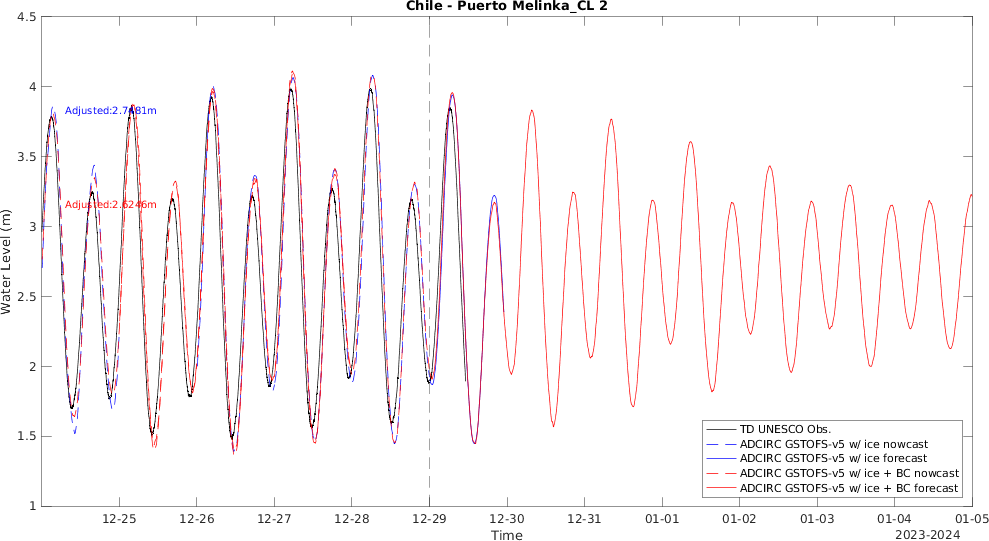 Chile - Puerto Melinka_CL 2
4.5
4
3.5
3
2.5
2
1.5
1
Water Level (m)
Adjusted:2.6246m
12-25
12-26
12-27
12-28
12-29
12-30
12-31
01-01
01-02
01-03
01-04
01-05
Time
2023-2024
TD UNESCO Obs.
ADCIRC GSTOFS-v5 w/ ice nowcast
ADCIRC GSTOFS-v5 w/ ice forecast
ADCIRC GSTOFS-v5 w/ ice + BC nowcast
ADCIRC GSTOFS-v5 w/ ice + BC forecast